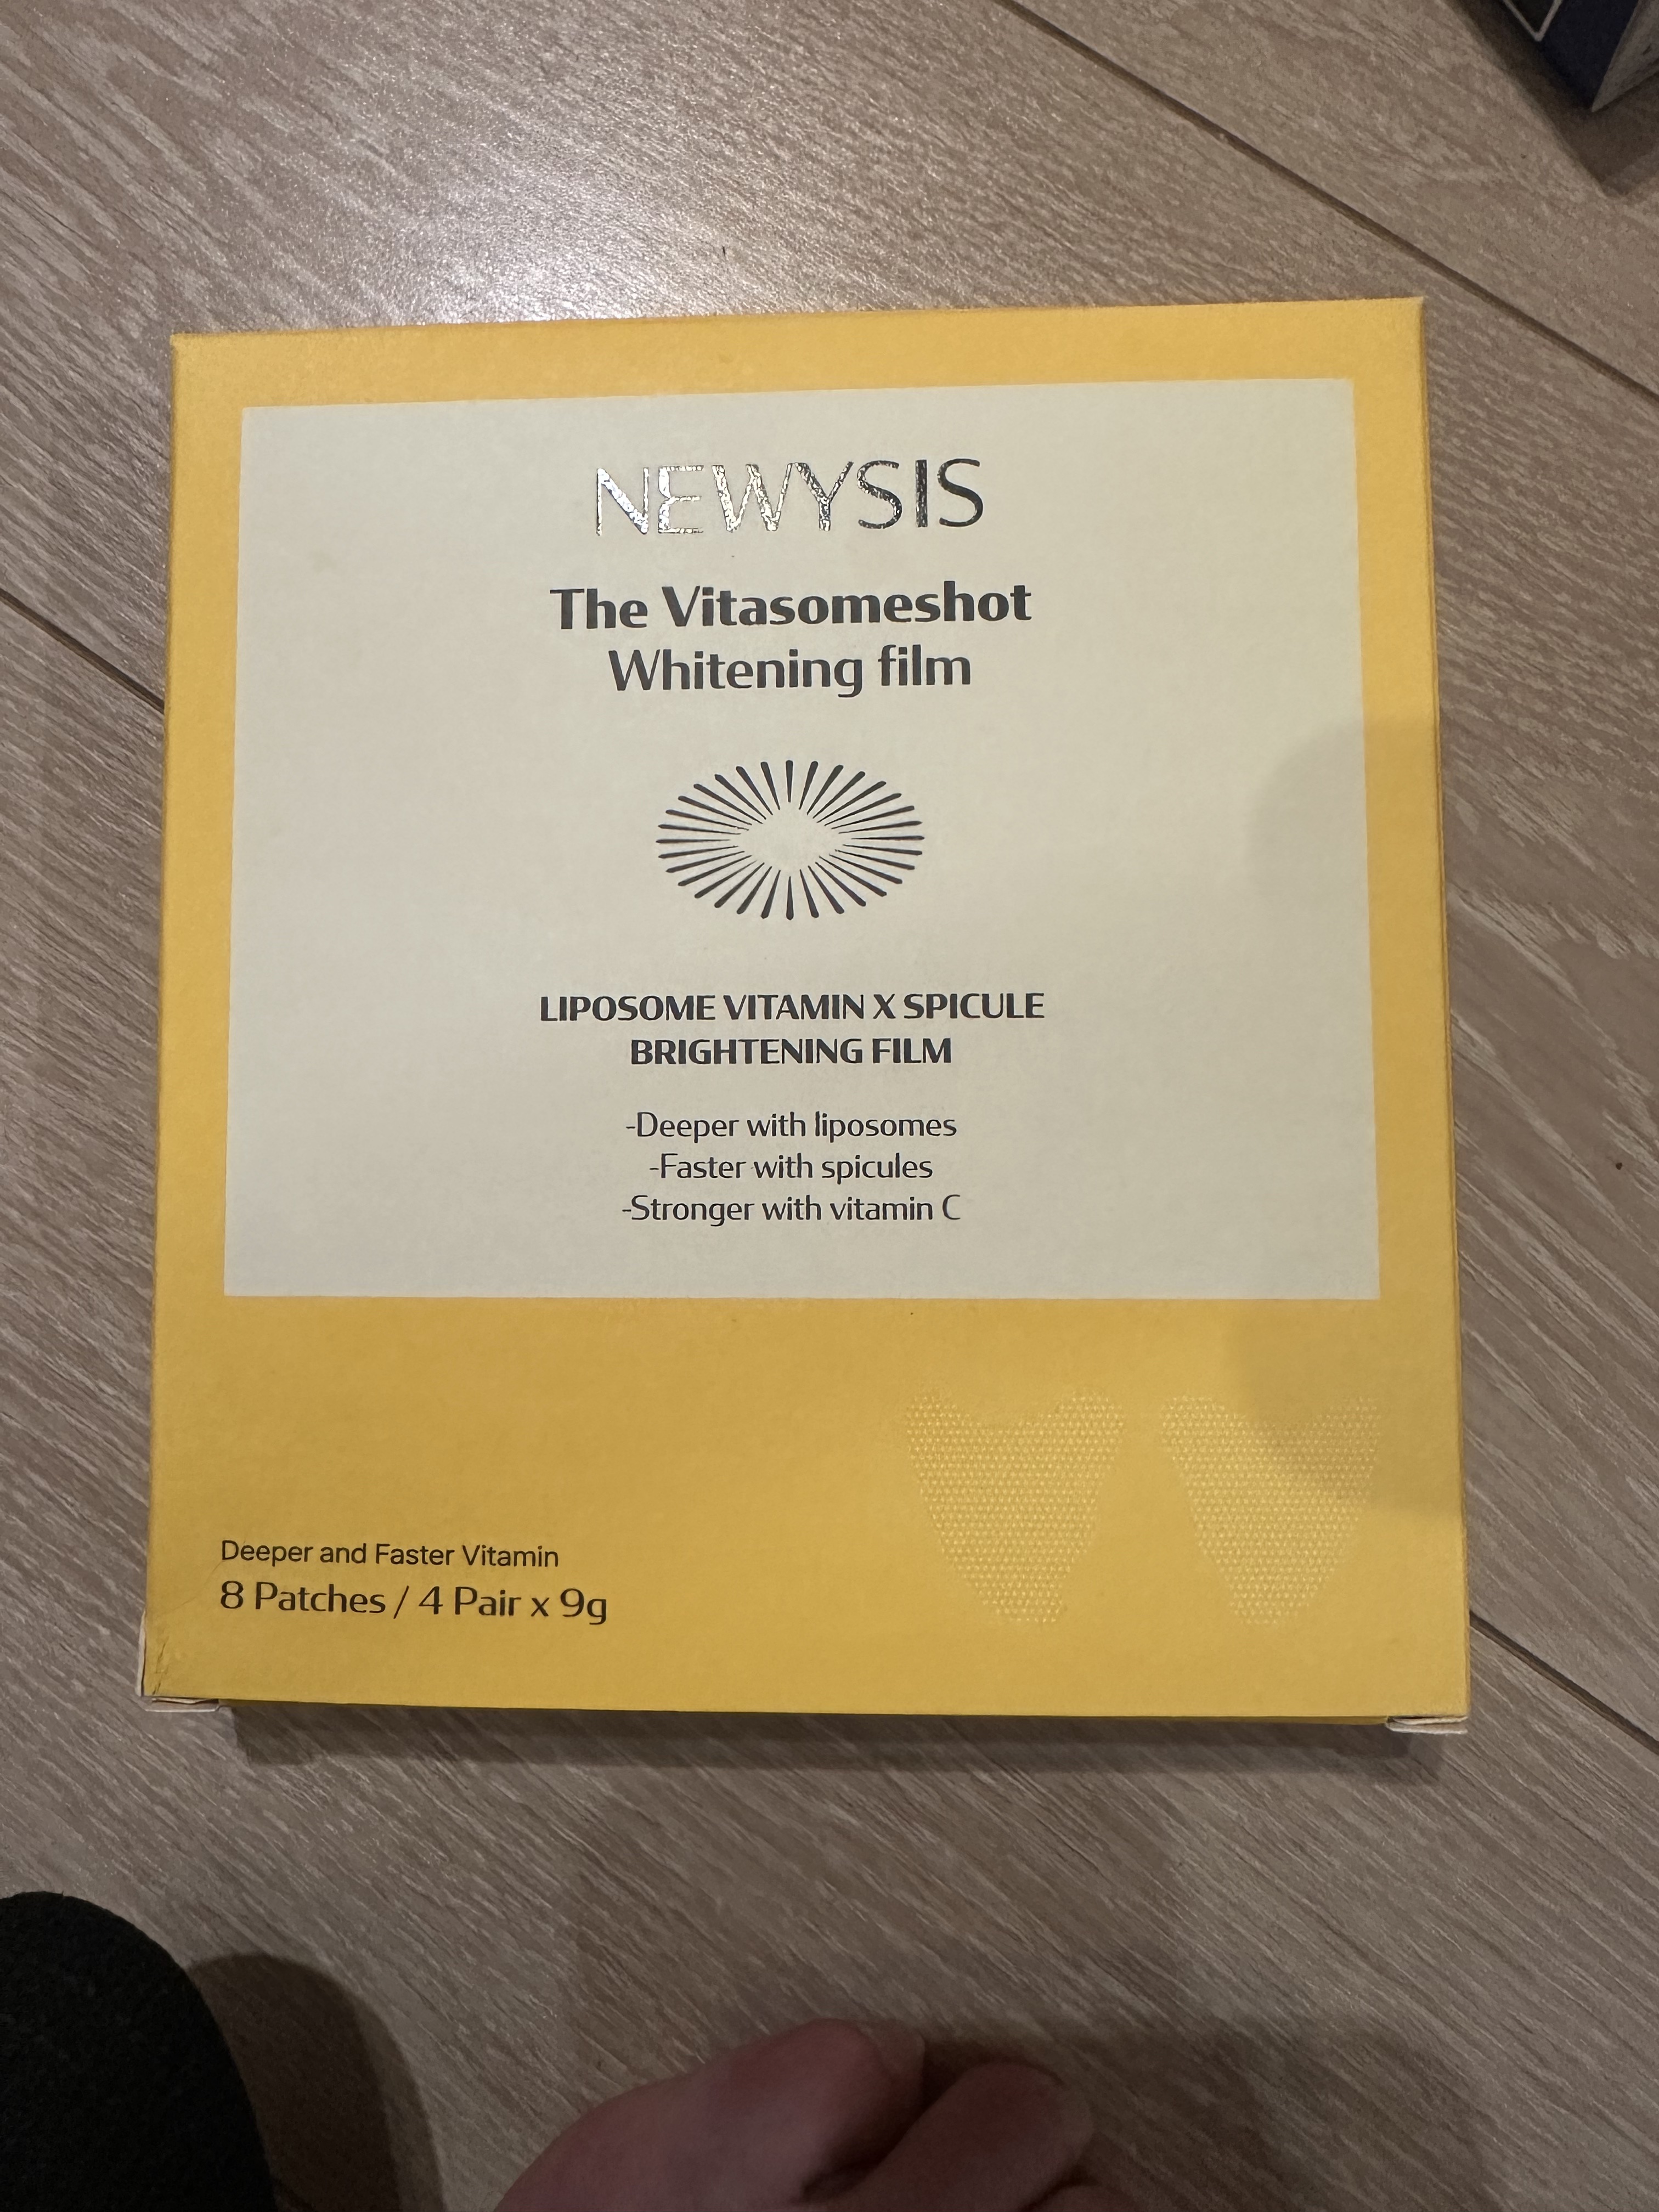 NEWYSIS
The Vitasomeshot
Whitening film
LIPOSOME VITAMIN X SPICULE
BRIGHTENING FILM
-Deeper with liposomes
-Faster with spicules
-Stronger with vitamin C
Deeper and Faster Vitamin
8 Patches / 4 Pair x 9g